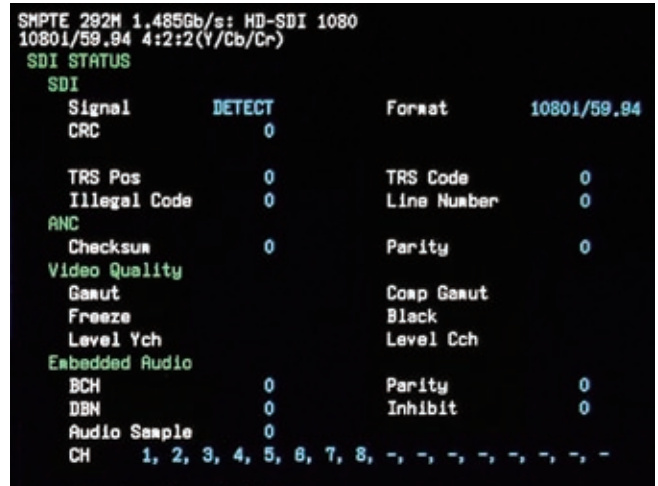 SMPTE 292M 1.485Gb/s: HD-SDI 1080
1080i/59.94 4:2:2(Y/Cb/Cr)
SDI STATUS
SDI
Signal DETECT Format 1080i/59.94
CRC 0
TRS Pos 0 TRS Code 0
Illegal Code 0 Line Number 0
ANC
Checksum 0 Parity 0
Video Quality
Gamut Comp Gamut
Freeze Black
Level Ych Level Cch
Embedded Audio
BCH 0 Parity 0
DBN 0 Inhibit 0
Audio Sample 0
CH 1, 2, 3, 4, 5, 6, 7, 8, -, -, -, -, -, -, -, -